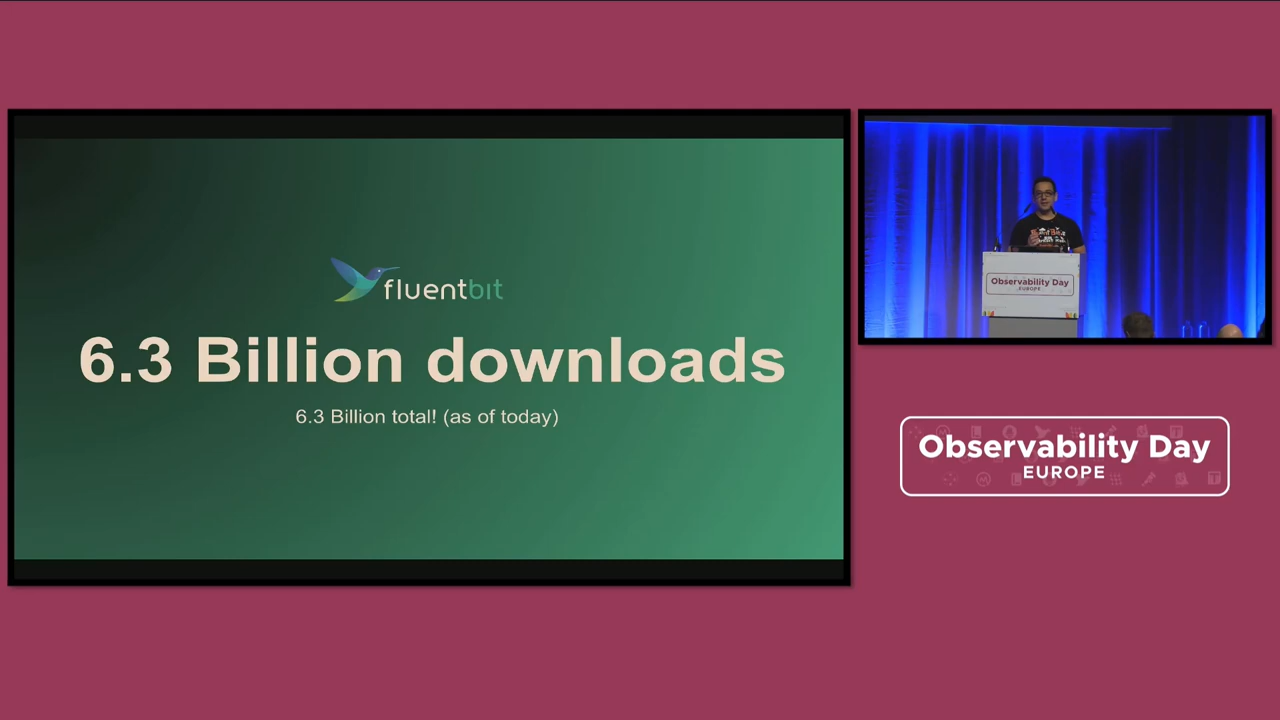 fluentbit
6.3 Billion downloads
6.3 Billion total! (as of today)
Observability Day
EUROPE
Observability Day
EUROPE